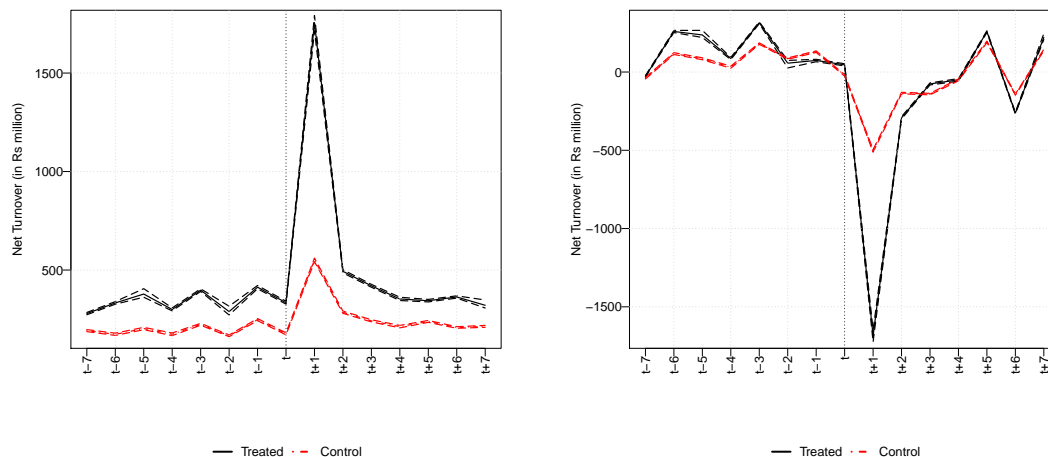 Net Turnover (in Rs million)
1500
1000
500
t−7
t−6
t−5
t−4
t−3
t−2
t−1
t
t+1
t+2
t+3
t+4
t+5
t+6
t+7
Treated
Control
Net Turnover (in Rs million)
0
−500
−1000
−1500
t−7
t−6
t−5
t−4
t−3
t−2
t−1
t
t+1
t+2
t+3
t+4
t+5
t+6
t+7
Treated
Control